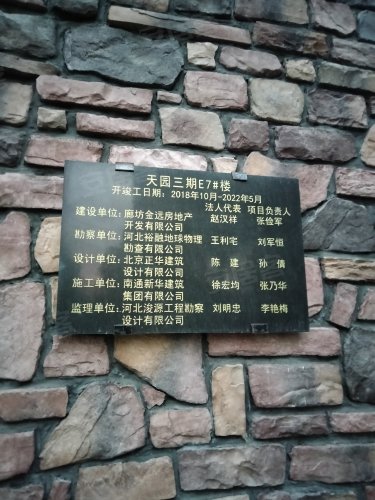 天园三期E7#楼
开竣工日期：2018年10月-2022年5月
法人代表 项目负责人
建设单位：廊坊金远房地产 赵汉祥 张俭军
开发有限公司
勘察单位：河北裕融地球物理 王利宅 刘军恒
勘查有限公司
设计单位：北京正华建筑 陈建 孙倩
设计有限公司
施工单位：南通新华建筑 徐宏均 张乃华
集团有限公司
监理单位：河北浚源工程勘察 刘明忠 李艳梅
设计有限公司